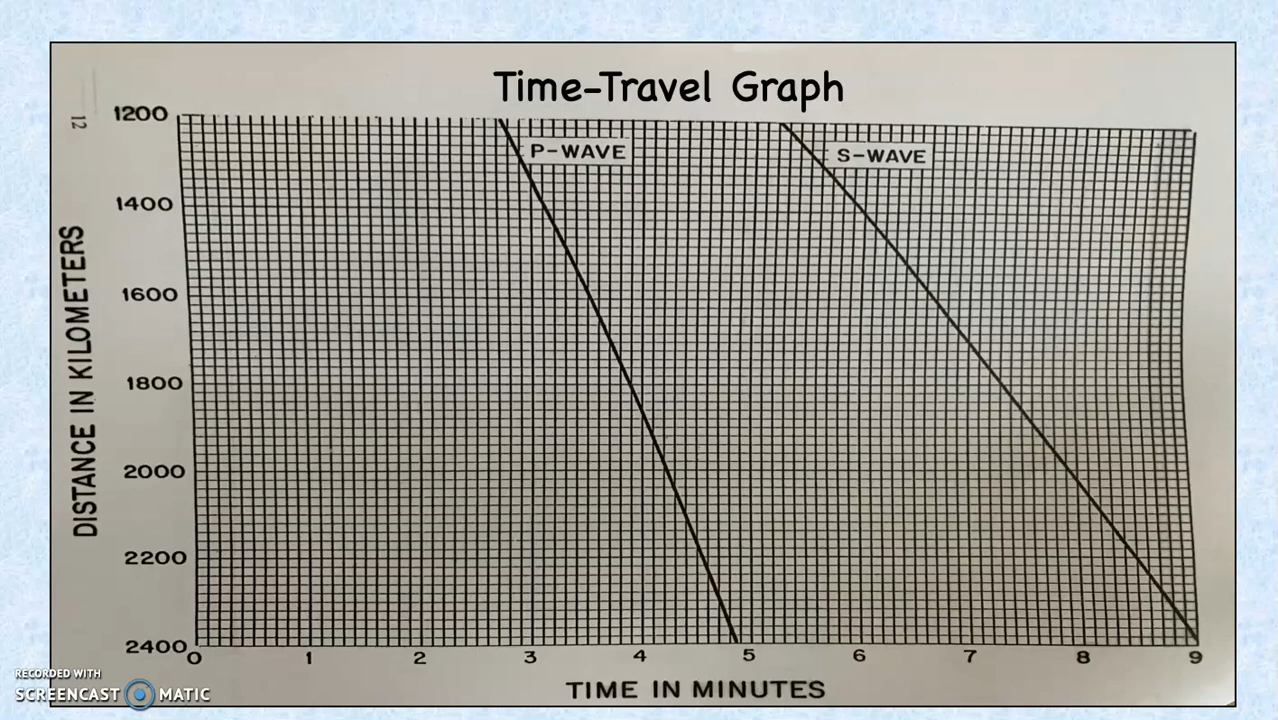 Time-Travel Graph
12
1200
P-WAVE
S-WAVE
1400
1600
1800
2000
2200
2400
DISTANCE IN KILOMETERS
0 1 2 3 4 5 6 7 8 9
TIME IN MINUTES
RECORDED WITH
SCREENCAST MATIC